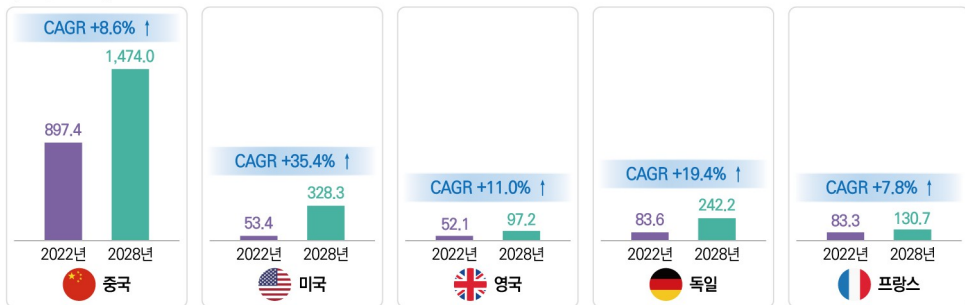 CAGR +8.6% ↑
1,474.0
897.4
2022년 2028년
중국
CAGR +35.4% ↑
328.3
53.4
2022년 2028년
미국
CAGR +11.0% ↑
97.2
52.1
2022년 2028년
영국
CAGR +19.4% ↑
242.2
83.6
2022년 2028년
독일
CAGR +7.8% ↑
130.7
83.3
2022년 2028년
프랑스